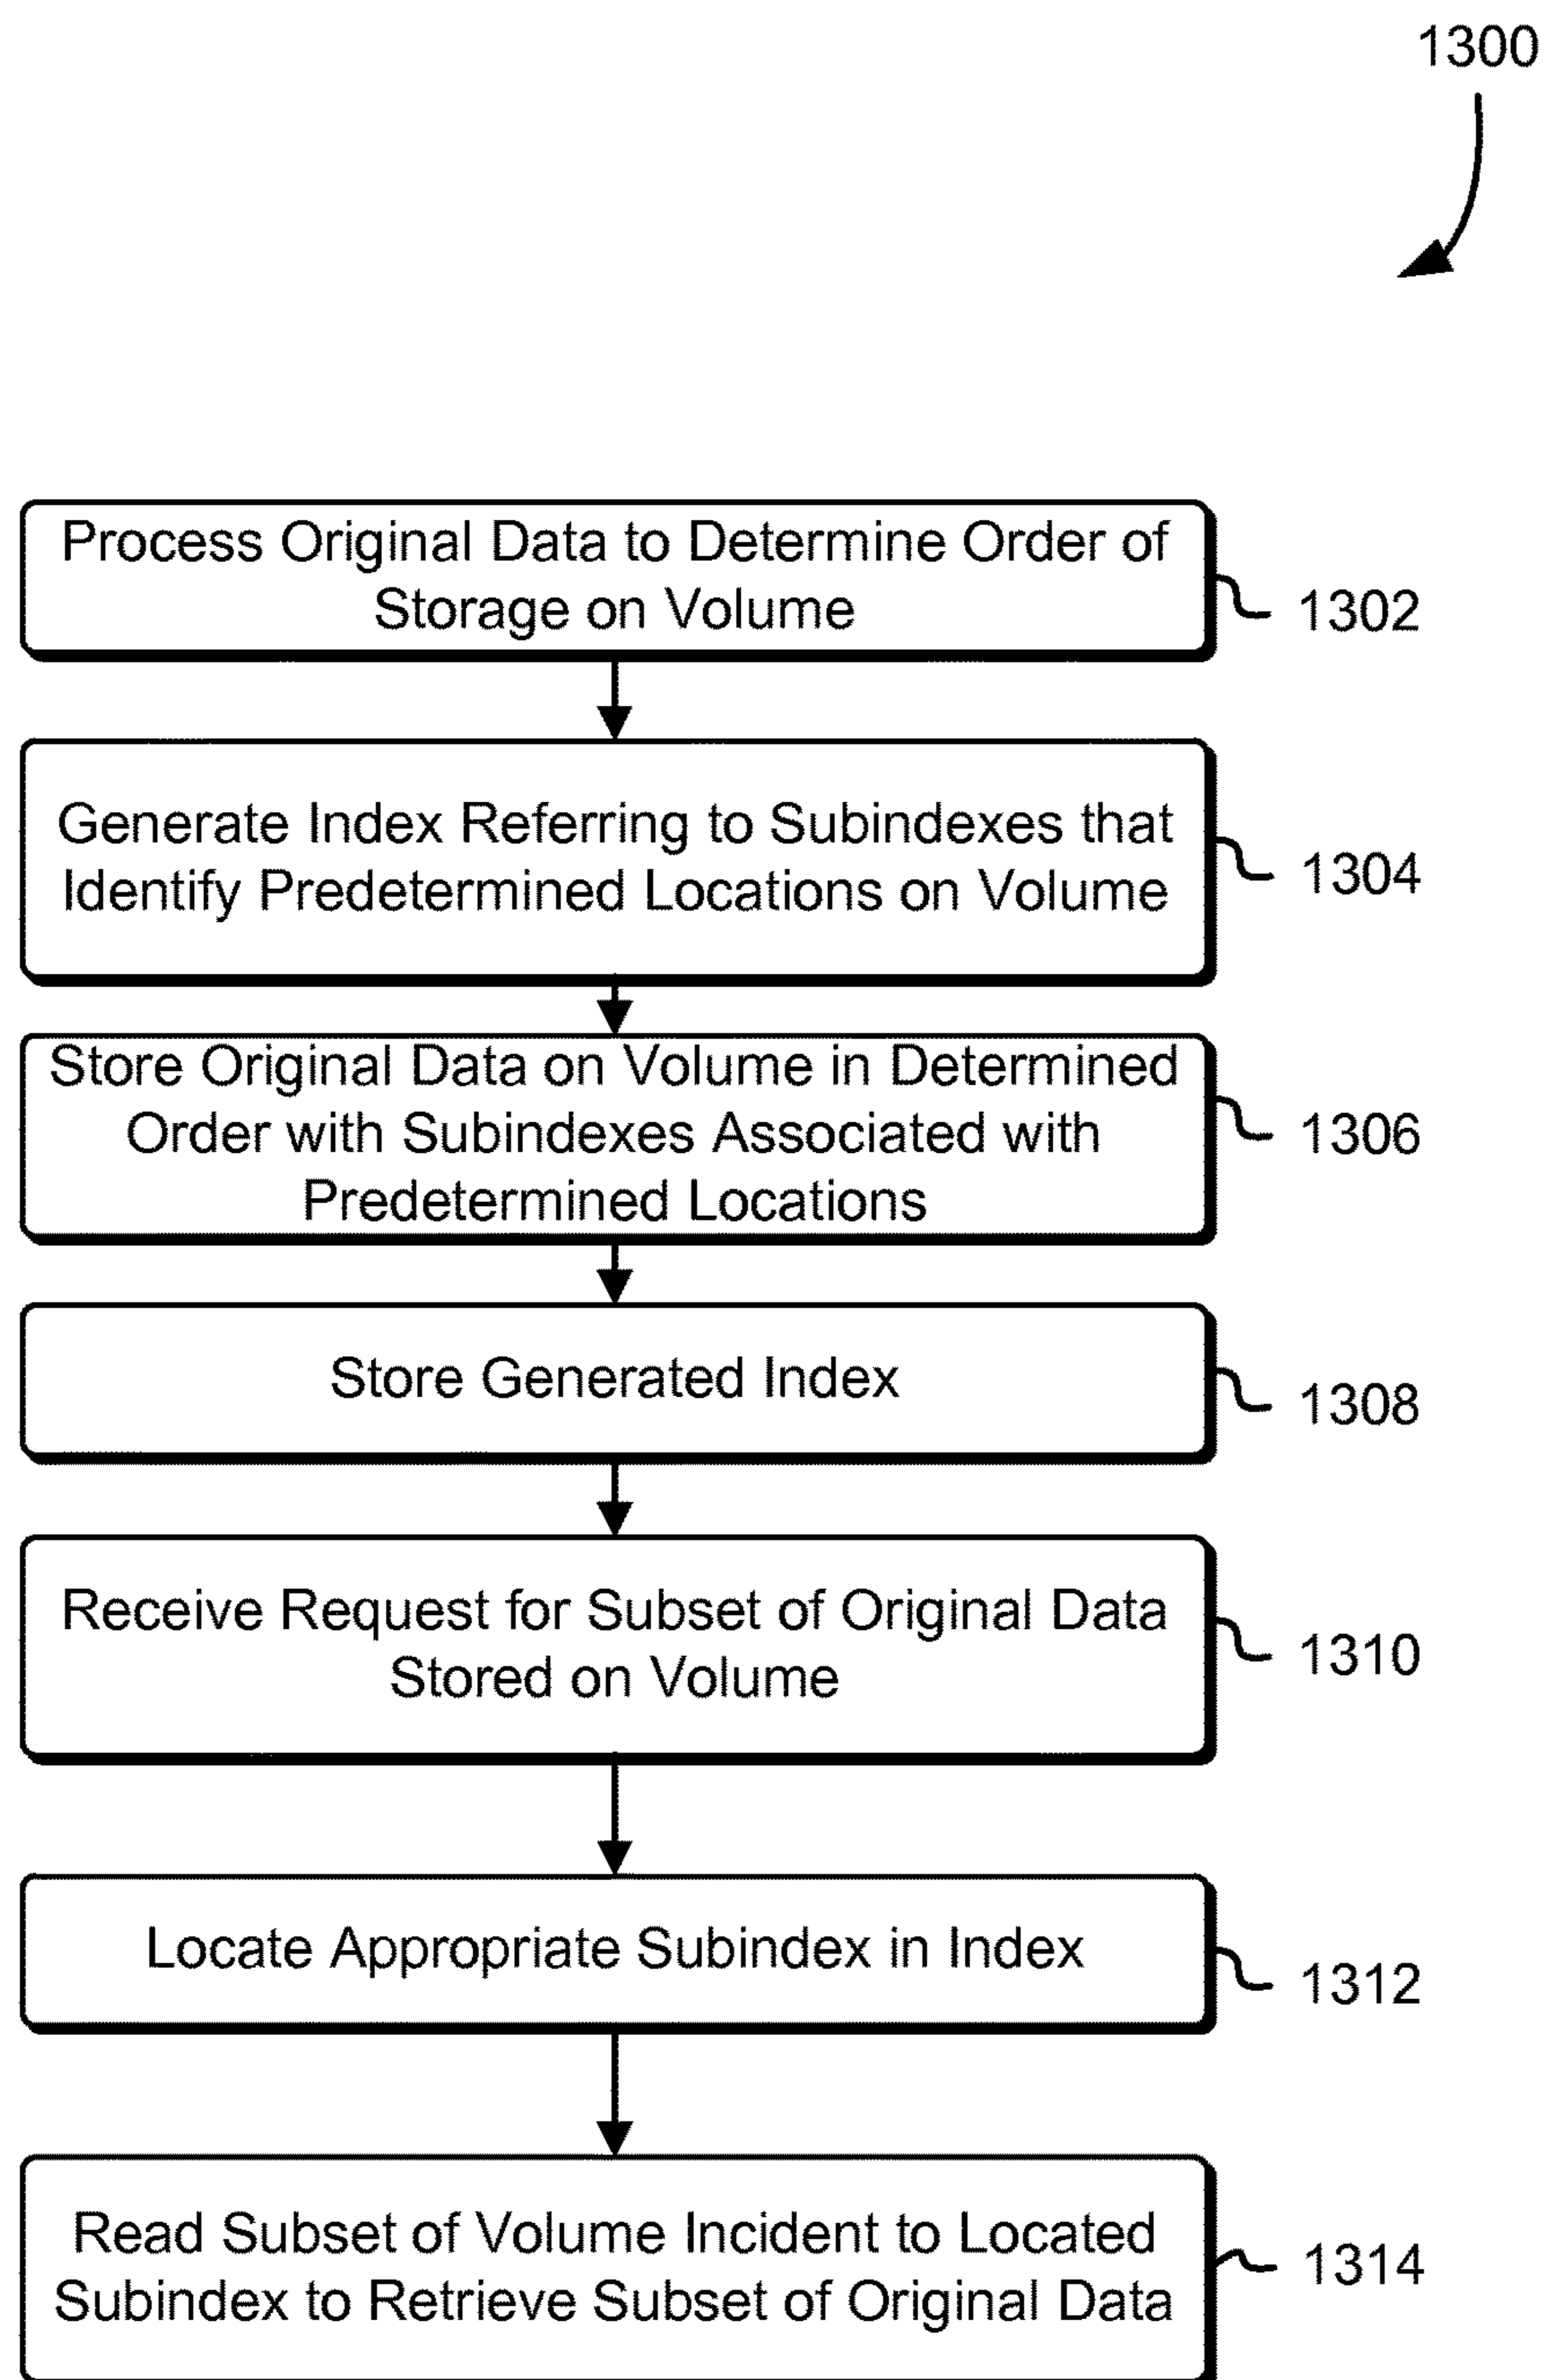 1300
Process Original Data to Determine Order of
Storage on Volume
1302
Generate Index Referring to Subindexes that
Identify Predetermined Locations on Volume
1304
Store Original Data on Volume in Determined
Order with Subindexes Associated with
Predetermined Locations
1306
Store Generated Index
1308
Receive Request for Subset of Original Data
Stored on Volume
1310
Locate Appropriate Subindex in Index
1312
Read Subset of Volume Incident to Located
Subindex to Retrieve Subset of Original Data
1314